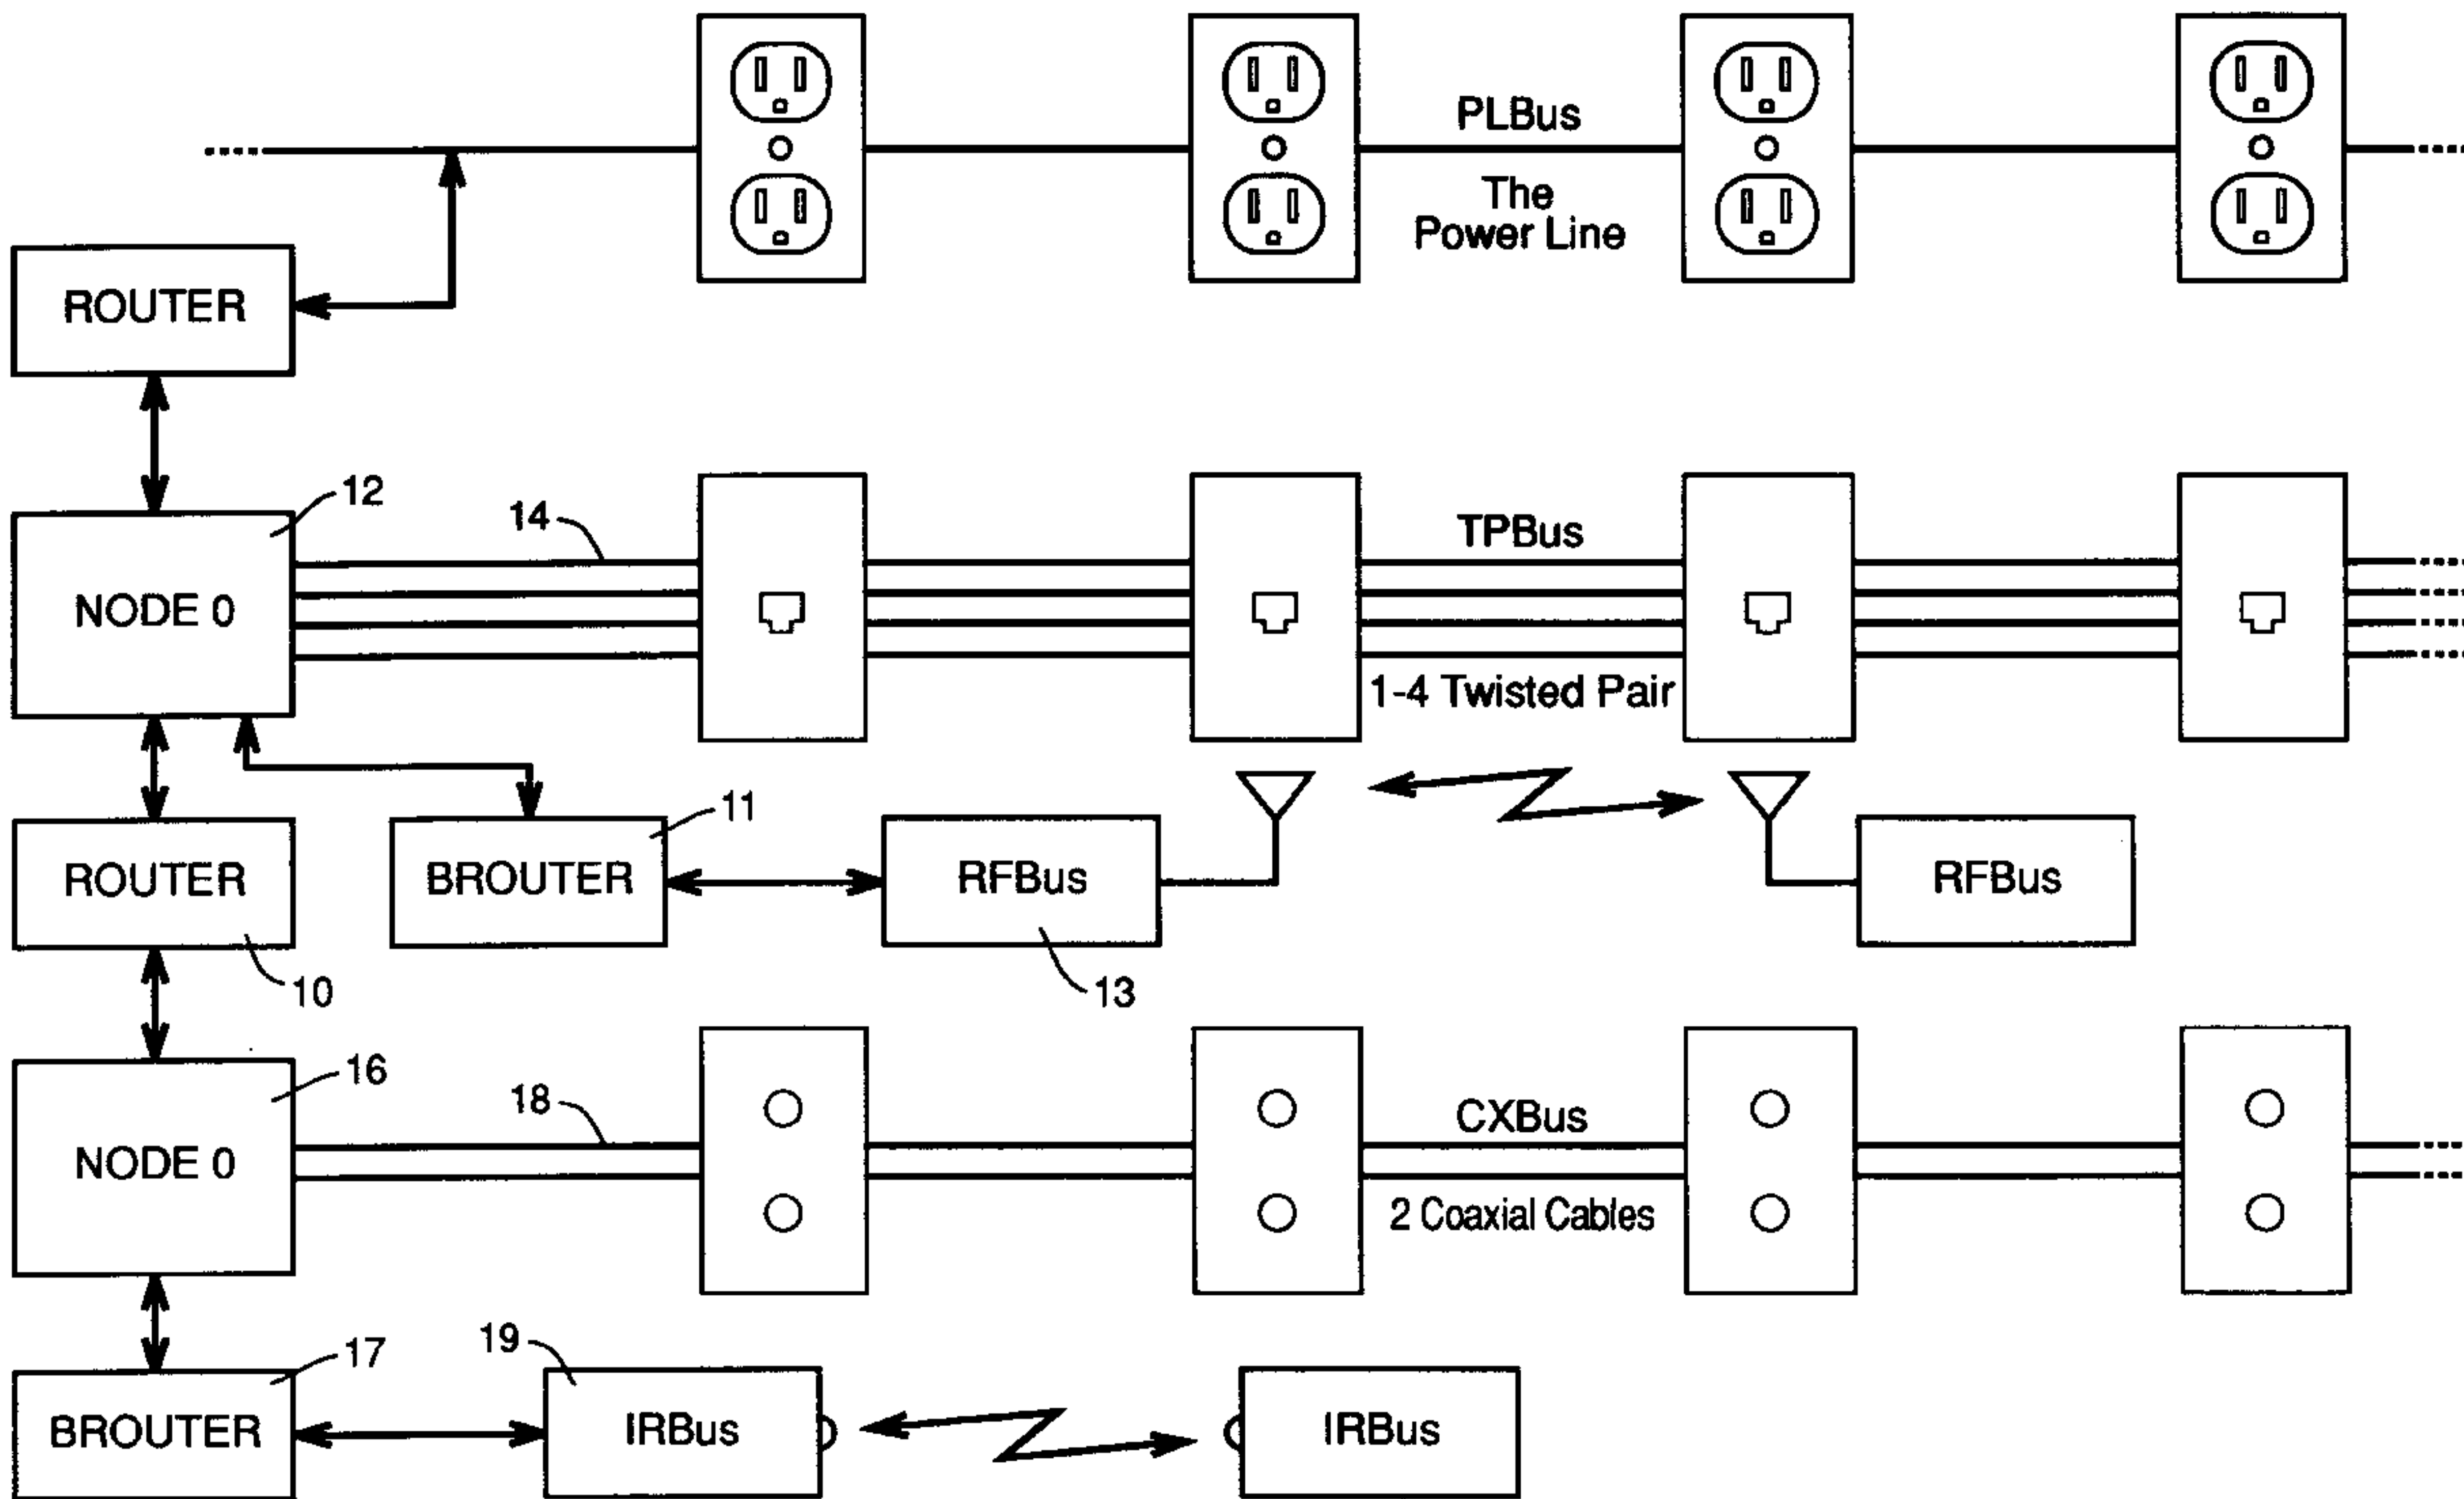 PLBus
The
Power Line
ROUTER
12
14
TPBus
NODE 0
1-4 Twisted Pair
11
ROUTER
BROUTER
RFBus
RFBus
10
13
16
18
CXBus
NODE 0
2 Coaxial Cables
17
19
BROUTER
IRBus
IRBus